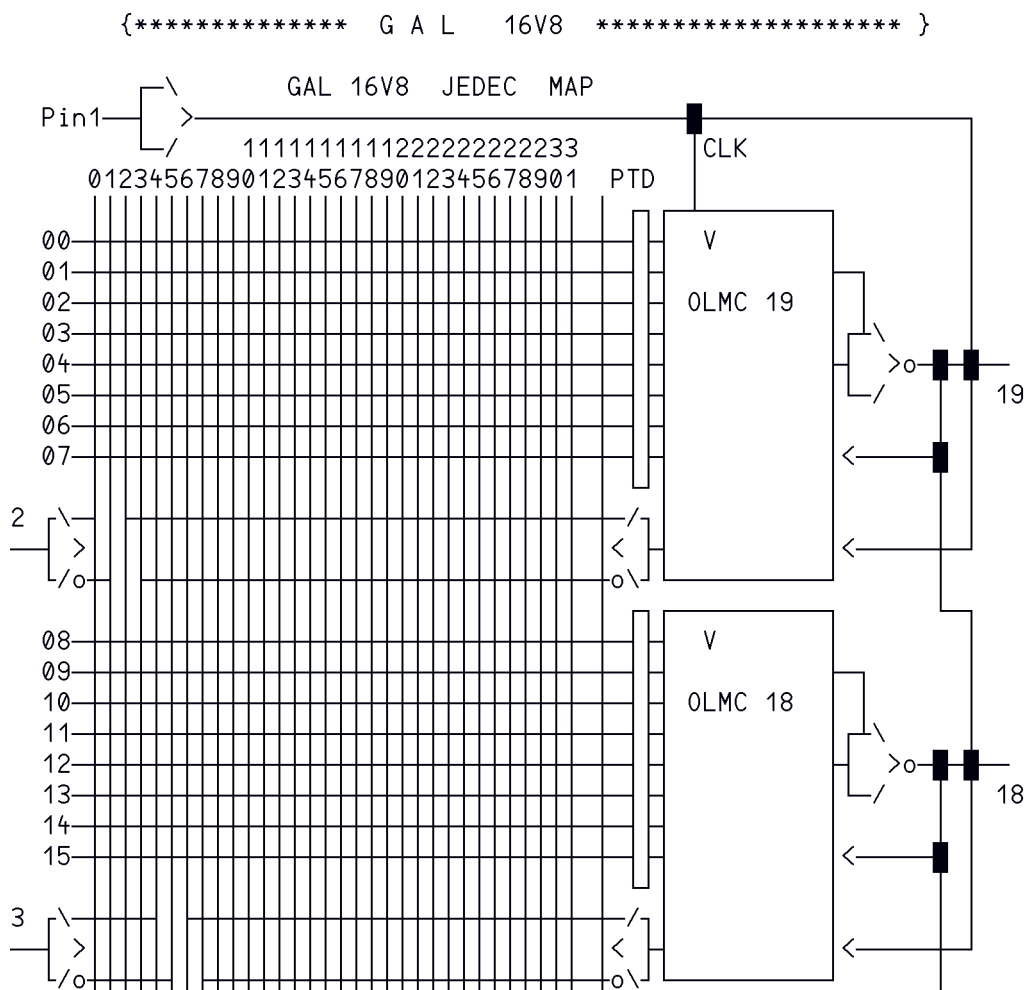 {************** G A L 16V8 ******************** }
GAL 16V8 JEDEC MAP
Pin1
1111111111222222222233
CLK
01234567890123456789012345678901 PTD
00
V
01
02
OLMC 19
03
04
05
19
06
07
2
08
V
09
10
OLMC 18
11
12
13
18
14
15
3